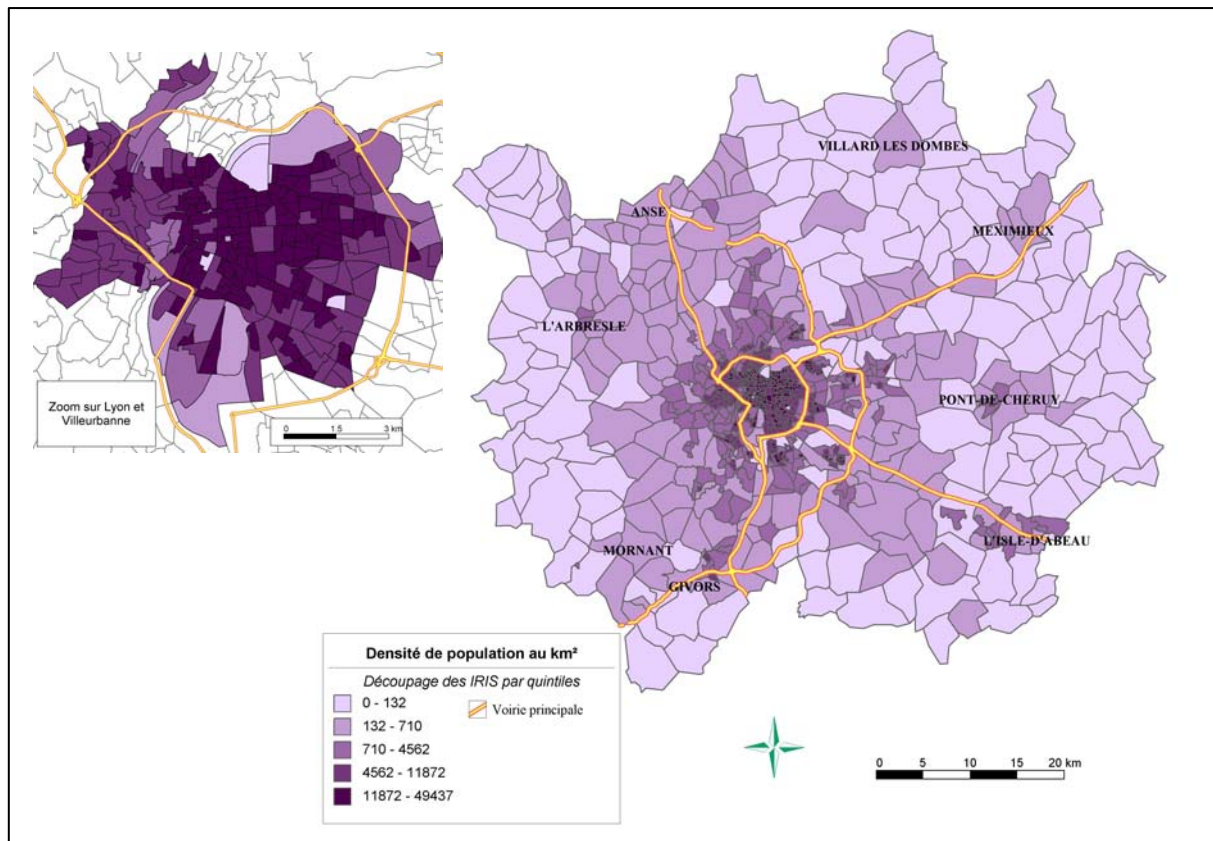 Zoom sur Lyon et
Villeurbanne
0 1.5 3 km
VILLARD LES DOMBES
ANSE
MEXIMIEUX
L'ARBRESLE
PONT-DE-CHERUY
L'ISLE-D'ABEAU
MORNANT
GIVORS
Densité de population au km²
Découpage des IRIS par quintiles
0 - 132
Voirie principale
132 - 710
710 - 4562
4562 - 11872
11872 - 49437
0 5 10 15 20 km